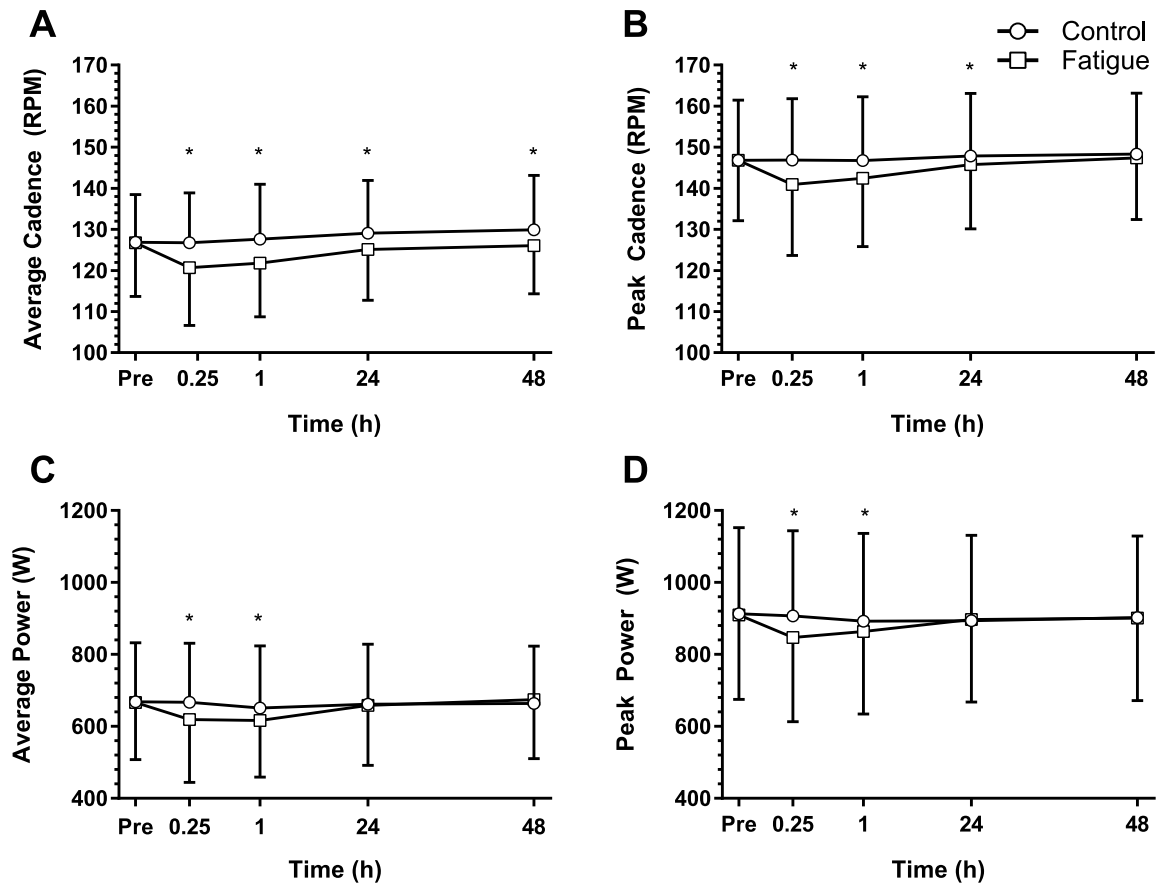 A
Average Cadence (RPM)
170
160
150
140
130
120
110
100
* * * *
Pre 0.25 1 24 48
Time (h)
B
Control
Fatigue
Peak Cadence (RPM)
170
160
150
140
130
120
110
100
* * *
Pre 0.25 1 24 48
Time (h)
C
Average Power (W)
1200
1000
800
600
400
* *
Pre 0.25 1 24 48
Time (h)
D
Peak Power (W)
1200
1000
800
600
400
* *
Pre 0.25 1 24 48
Time (h)